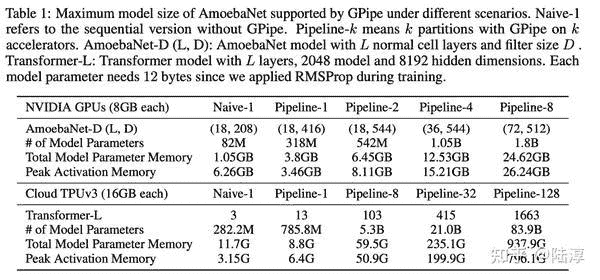 Table 1: Maximum model size of AmoebaNet supported by GPipe under different scenarios. Naive-1
refers to the sequential version without GPipe. Pipeline-k means k partitions with GPipe on k
accelerators. AmoebaNet-D (L, D): AmoebaNet model with L normal cell layers and filter size D .
Transformer-L: Transformer model with L layers, 2048 model and 8192 hidden dimensions. Each
model parameter needs 12 bytes since we applied RMSProp during training.
NVIDIA GPUs (8GB each) Naive-1 Pipeline-1 Pipeline-2 Pipeline-4 Pipeline-8
AmoebaNet-D (L, D) (18, 208) (18, 416) (18, 544) (36, 544) (72, 512)
# of Model Parameters 82M 318M 542M 1.05B 1.8B
Total Model Parameter Memory 1.05GB 3.8GB 6.45GB 12.53GB 24.62GB
Peak Activation Memory 6.26GB 3.46GB 8.11GB 15.21GB 26.24GB
Cloud TPUv3 (16GB each) Naive-1 Pipeline-1 Pipeline-8 Pipeline-32 Pipeline-128
Transformer-L 3 13 103 415 1663
# of Model Parameters 282.2M 785.8M 5.3B 21.0B 83.9B
Total Model Parameter Memory 11.7G 8.8G 59.5G 235.1G 937.9G
Peak Activation Memory 3.15G 6.4G 50.9G 199.9G 796.1G
知乎 @陆淳